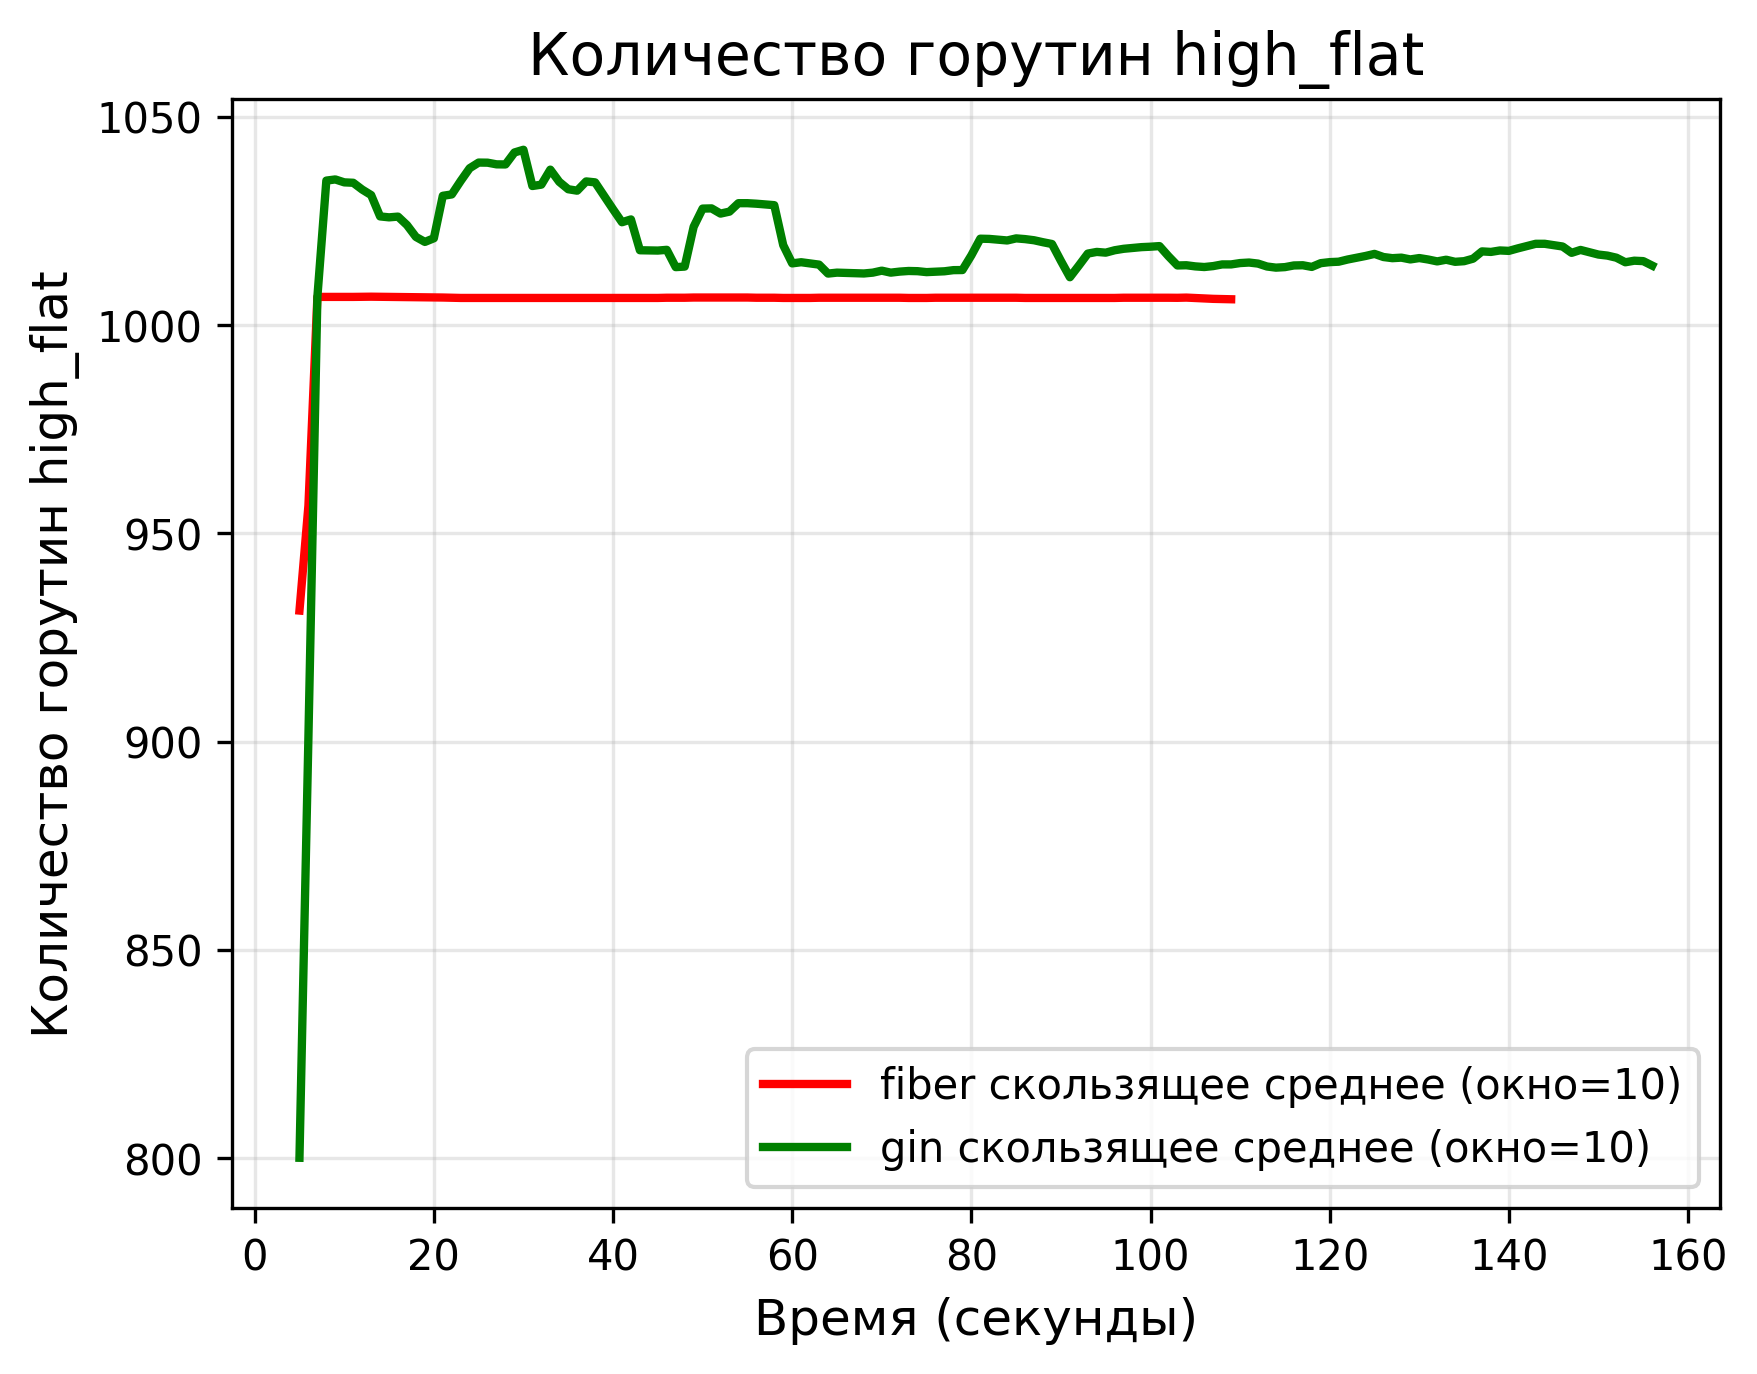 Количество горутин high_flat
Количество горутин high_flat
1050
1000
950
900
850
800
fiber скользящее среднее (окно=10)
gin скользящее среднее (окно=10)
0 20 40 60 80 100 120 140 160
Время (секунды)